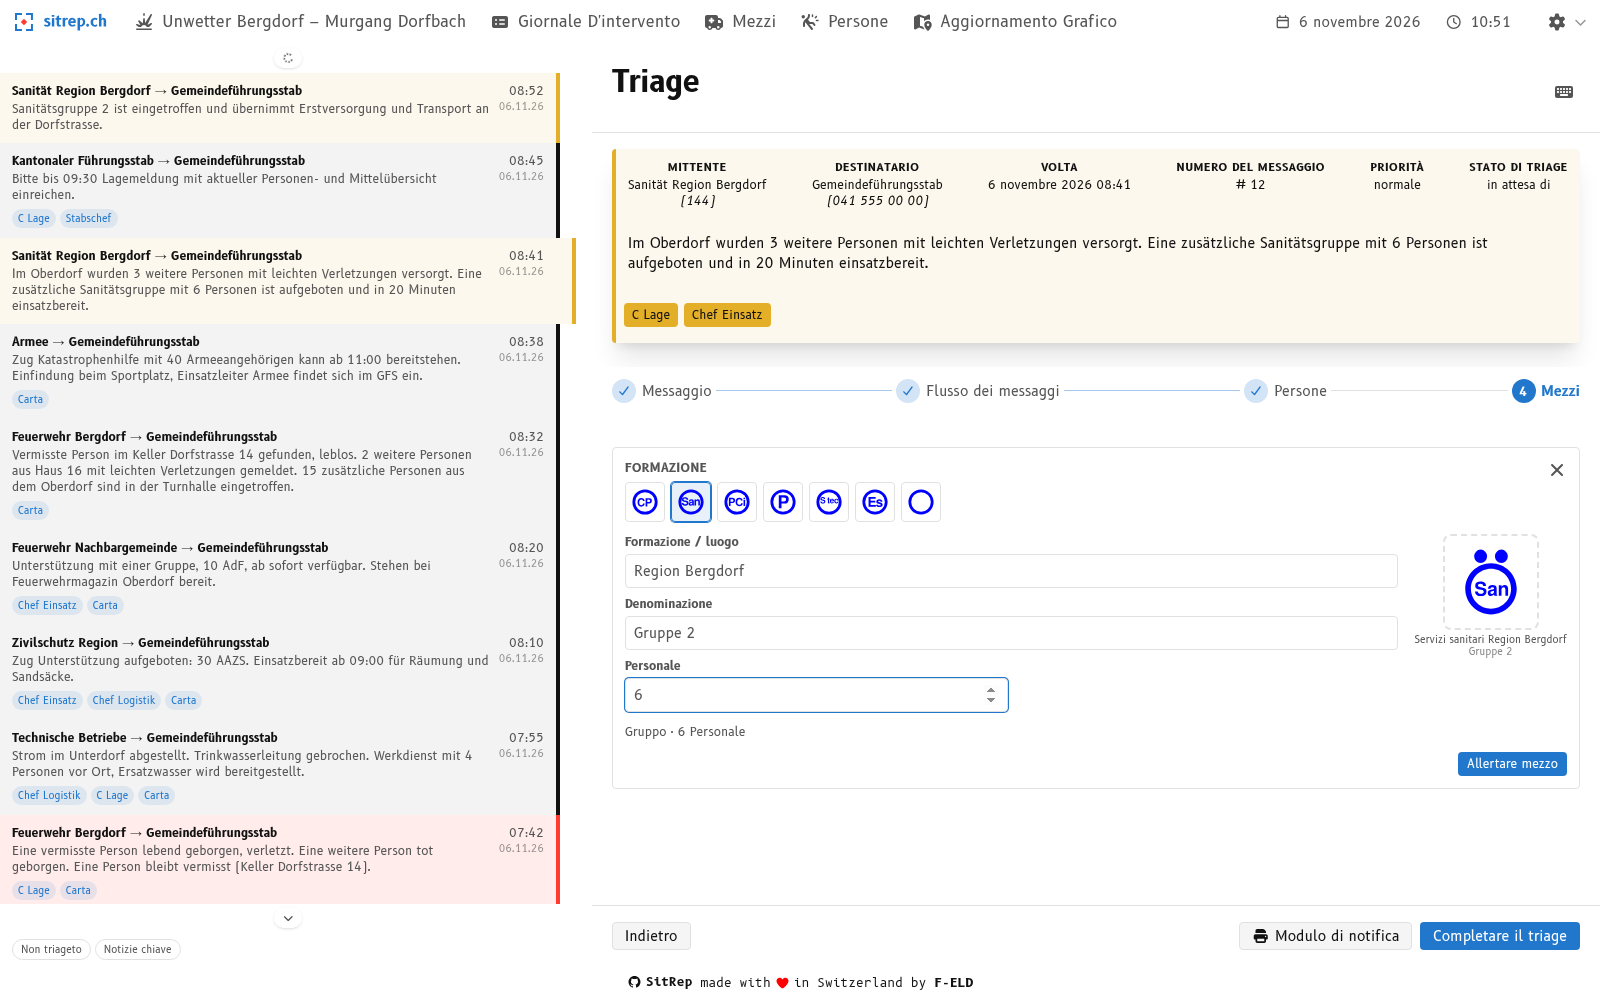 sitrep.ch
Unwetter Bergdorf – Murgang Dorfbach
Giornale D'intervento
Mezzi
Persone
Aggiornamento Grafico
6 novembre 2026
10:51
Sanität Region Bergdorf → Gemeindeführungsstab
08:52
Sanitätsgruppe 2 ist eingetroffen und übernimmt Erstversorgung und Transport an
06.11.26
der Dorfstrasse.
Kantonaler Führungsstab → Gemeindeführungsstab
08:45
Bitte bis 09:30 Lagemeldung mit aktueller Personen- und Mittelübersicht
06.11.26
einreichen.
C Lage
Stabschef
Sanität Region Bergdorf → Gemeindeführungsstab
08:41
Im Oberdorf wurden 3 weitere Personen mit leichten Verletzungen versorgt. Eine
06.11.26
zusätzliche Sanitätsgruppe mit 6 Personen ist aufgeboten und in 20 Minuten
einsatzbereit.
Armee → Gemeindeführungsstab
08:38
Zug Katastrophenhilfe mit 40 Armeeangehörigen kann ab 11:00 bereitstehen.
06.11.26
Einfindung beim Sportplatz, Einsatzleiter Armee findet sich im GFS ein.
Carta
Feuerwehr Bergdorf → Gemeindeführungsstab
08:32
Vermisste Person im Keller Dorfstrasse 14 gefunden, leblos. 2 weitere Personen
06.11.26
aus Haus 16 mit leichten Verletzungen gemeldet. 15 zusätzliche Personen aus
dem Oberdorf sind in der Turnhalle eingetroffen.
Carta
Feuerwehr Nachbargemeinde → Gemeindeführungsstab
08:20
Unterstützung mit einer Gruppe, 10 AdF, ab sofort verfügbar. Stehen bei
06.11.26
Feuerwehrmagazin Oberdorf bereit.
Chef Einsatz
Carta
Zivilschutz Region → Gemeindeführungsstab
08:10
Zug Unterstützung aufgeboten: 30 AAZS. Einsatzbereit ab 09:00 für Räumung und
06.11.26
Sandsäcke.
Chef Einsatz
Chef Logistik
Carta
Technische Betriebe → Gemeindeführungsstab
07:55
Strom im Unterdorf abgestellt. Trinkwasserleitung gebrochen. Werkdienst mit 4
06.11.26
Personen vor Ort, Ersatzwasser wird bereitgestellt.
Chef Logistik
C Lage
Carta
Feuerwehr Bergdorf → Gemeindeführungsstab
07:42
Eine vermisste Person lebend geborgen, verletzt. Eine weitere Person tot
06.11.26
geborgen. Eine Person bleibt vermisst (Keller Dorfstrasse 14).
C Lage
Carta
Non triageto
Notizie chiave
Triage
MITTENTE
DESTINATARIO
VOLTA
NUMERO DEL MESSAGGIO
PRIORITÀ
STATO DI TRIAGE
Sanität Region Bergdorf
Gemeindeführungsstab
6 novembre 2026 08:41
# 12
normale
in attesa di
[144]
[041 555 00 00]
Im Oberdorf wurden 3 weitere Personen mit leichten Verletzungen versorgt. Eine zusätzliche Sanitätsgruppe mit 6 Personen ist
aufgeboten und in 20 Minuten einsatzbereit.
C Lage
Chef Einsatz
Messaggio
Flusso dei messaggi
Persone
4 Mezzi
FORMAZIONE
CP
San
PCi
P
S tec
Es
Formazione / luogo
Region Bergdorf
Denominazione
Gruppe 2
Personale
6
Gruppo · 6 Personale
San
Servizi sanitari Region Bergdorf
Gruppe 2
Allertare mezzo
Indietro
Modulo di notifica
Completare il triage
SitRep made with in Switzerland by F-ELD